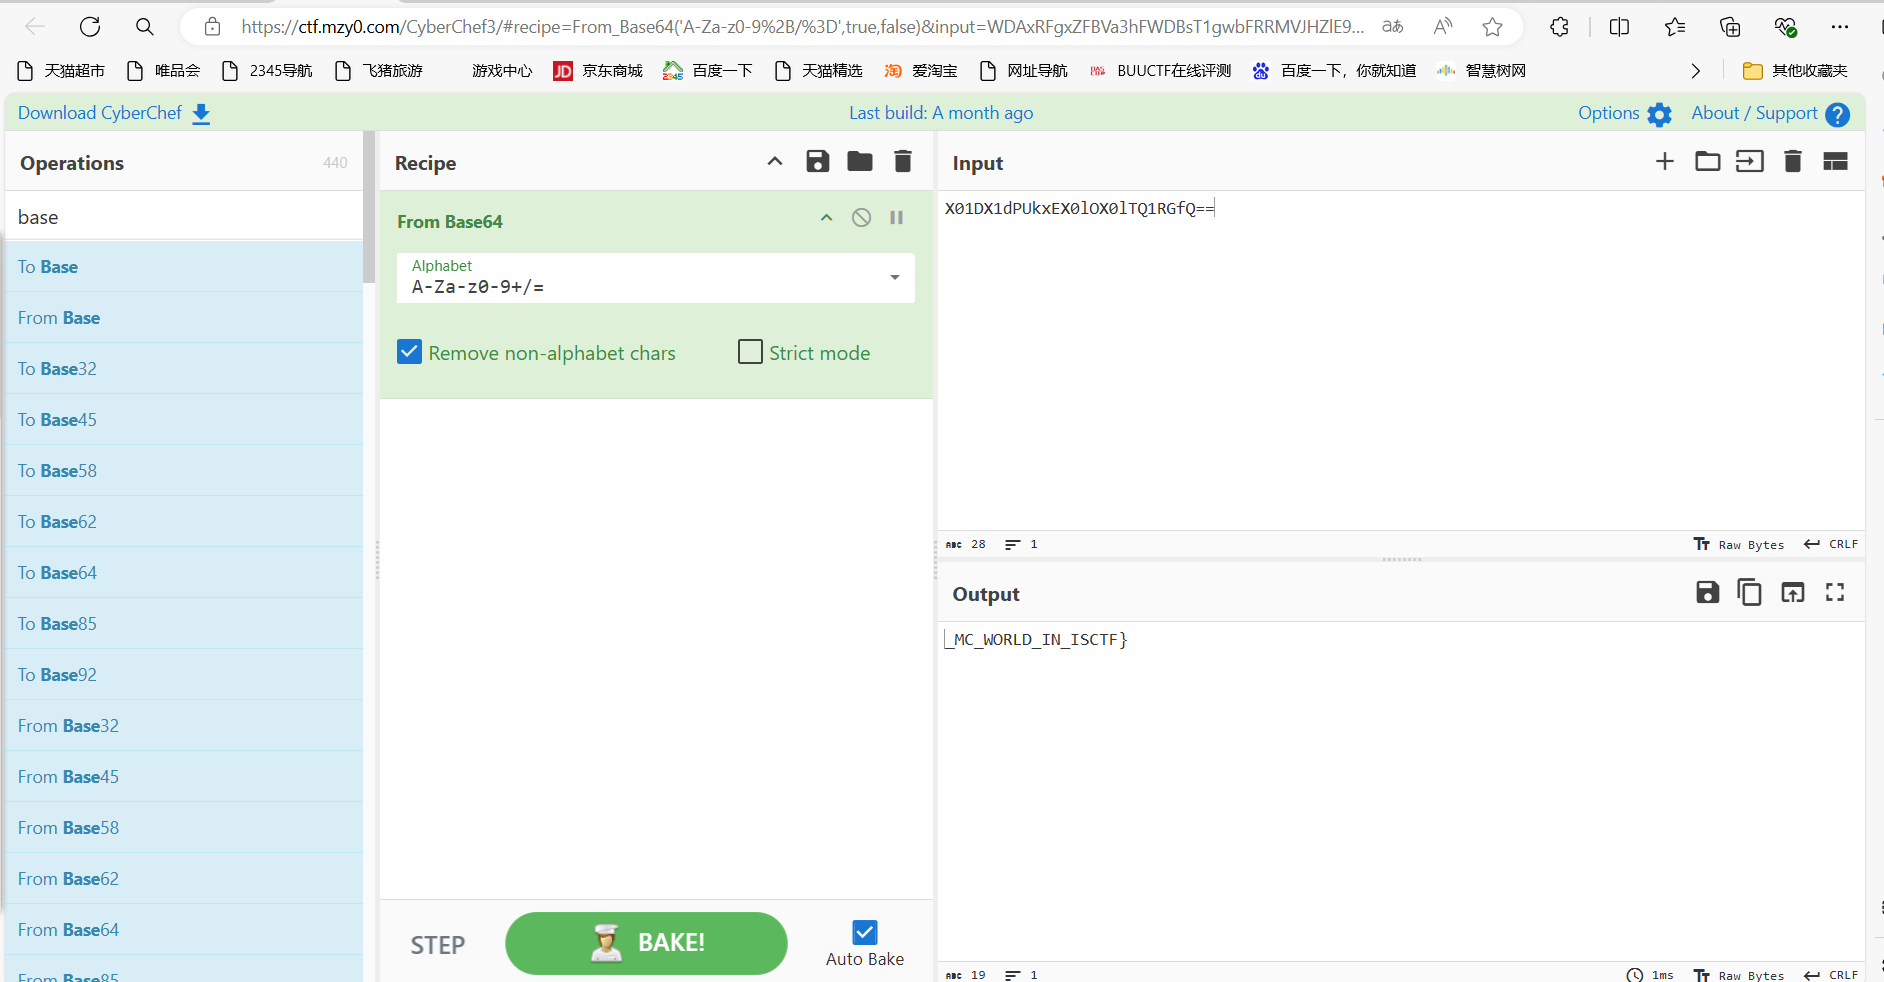 https://ctf.mzy0.com/CyberChef3/#recipe=From_Base64('A-Za-z0-9%2B/%3D',true,false)&input=WDAxRFgxZFBVa3hFWDBsT1gwbFRRMVJHZlE9...
天猫超市 唯品会 2345导航 飞猪旅游 游戏中心 JD 京东商城 2345 百度一下 天猫精选 淘 爱淘宝 网址导航 BUUCTF在线评测 百度一下，你就知道 智慧树网 其他收藏夹
Download CyberChef Last build: A month ago Options About / Support ?
Operations 440
base
To Base
From Base
To Base32
To Base45
To Base58
To Base62
To Base64
To Base85
To Base92
From Base32
From Base45
From Base58
From Base62
From Base64
From Base85
Recipe
From Base64
Alphabet
A-Za-z0-9+/=
Remove non-alphabet chars Strict mode
STEP BAKE! Auto Bake
Input
X01DX1dPUkxEX0lOX0lTQ1RGfQ==
ABC 28 1 Raw Bytes CRLF
Output
_MC_WORLD_IN_ISCTF}
ABC 19 1 1ms Raw Bytes CRLF